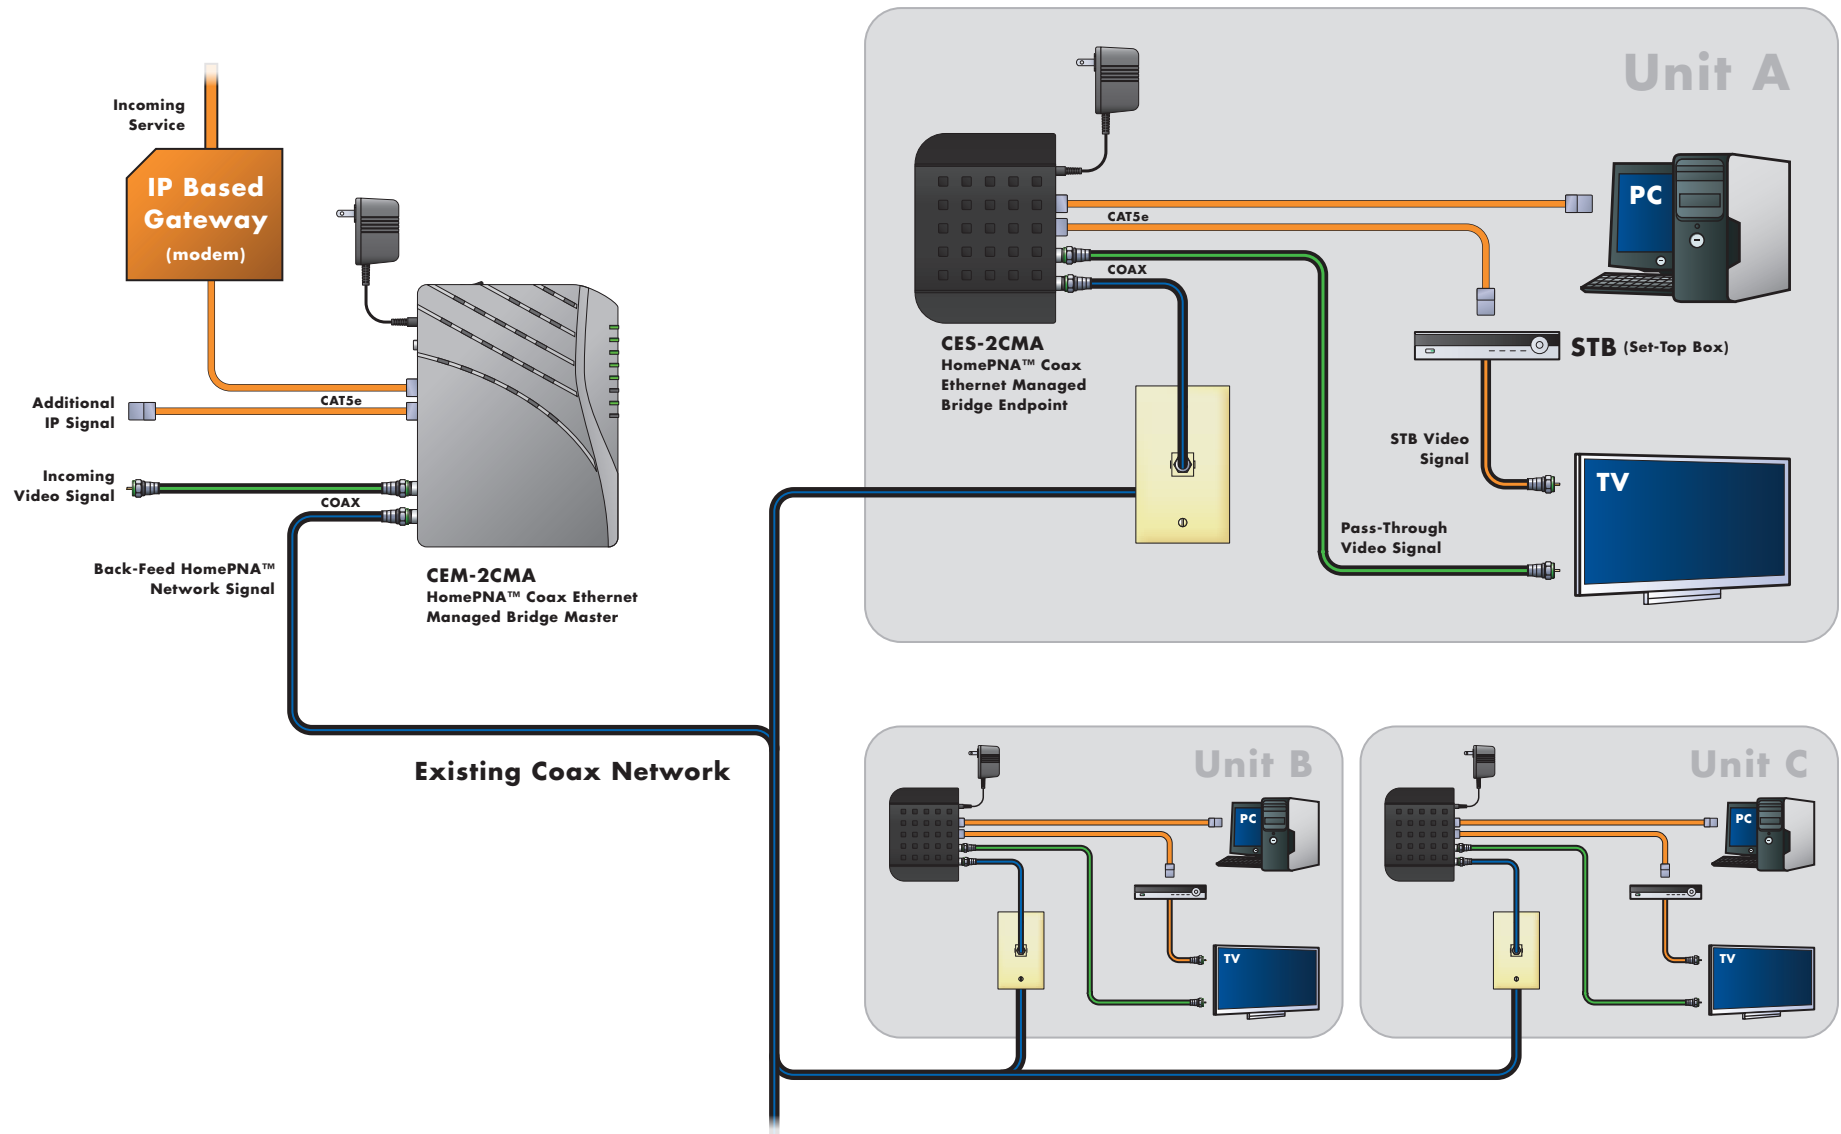 Incoming
Service
IP Based
Gateway
(modem)
CAT5e
Additional
IP Signal
Incoming
Video Signal
COAX
Back-Feed HomePNA™
Network Signal
CEM-2CMA
HomePNA™ Coax Ethernet
Managed Bridge Master
Existing Coax Network
Unit A
PC
CAT5e
COAX
CES-2CMA
HomePNA™ Coax
Ethernet Managed
Bridge Endpoint
STB (Set-Top Box)
STB Video
Signal
TV
Pass-Through
Video Signal
Unit B
PC
TV
Unit C
PC
TV